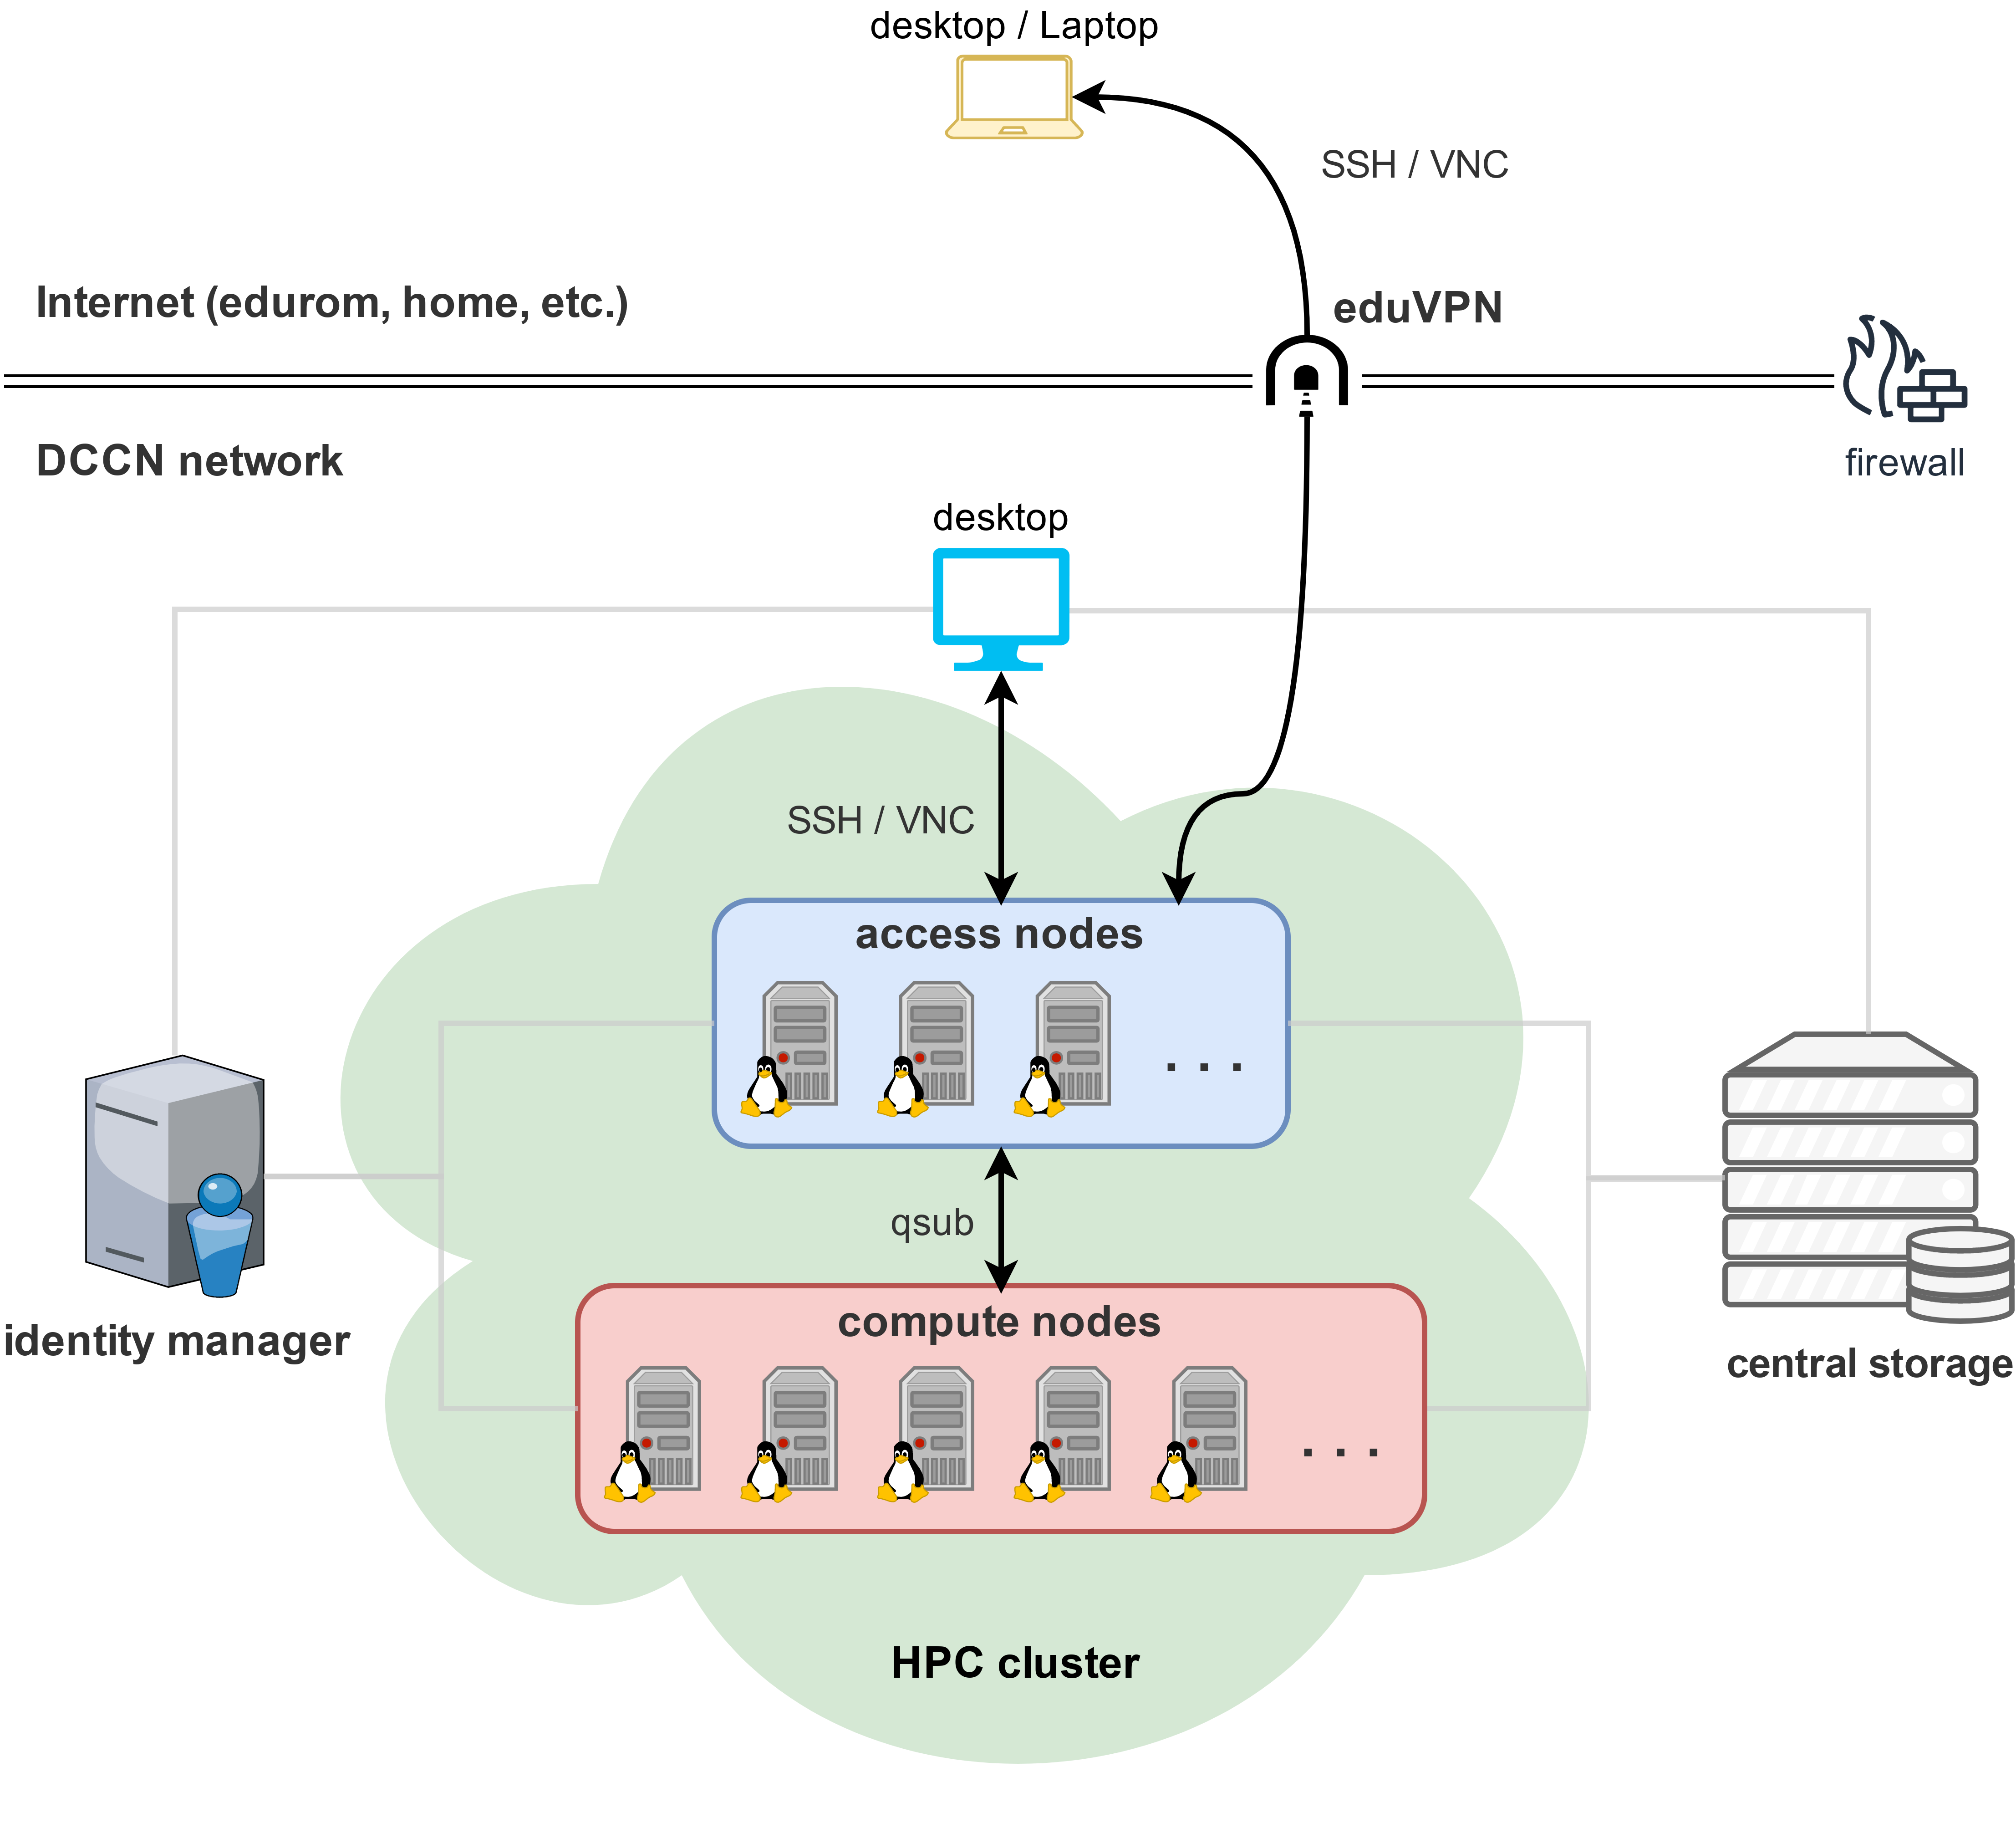 desktop / Laptop
SSH / VNC
Internet (edurom, home, etc.)
eduVPN
DCCN network
firewall
desktop
SSH / VNC
access nodes
. . .
qsub
compute nodes
. . .
identity manager
central storage
HPC cluster